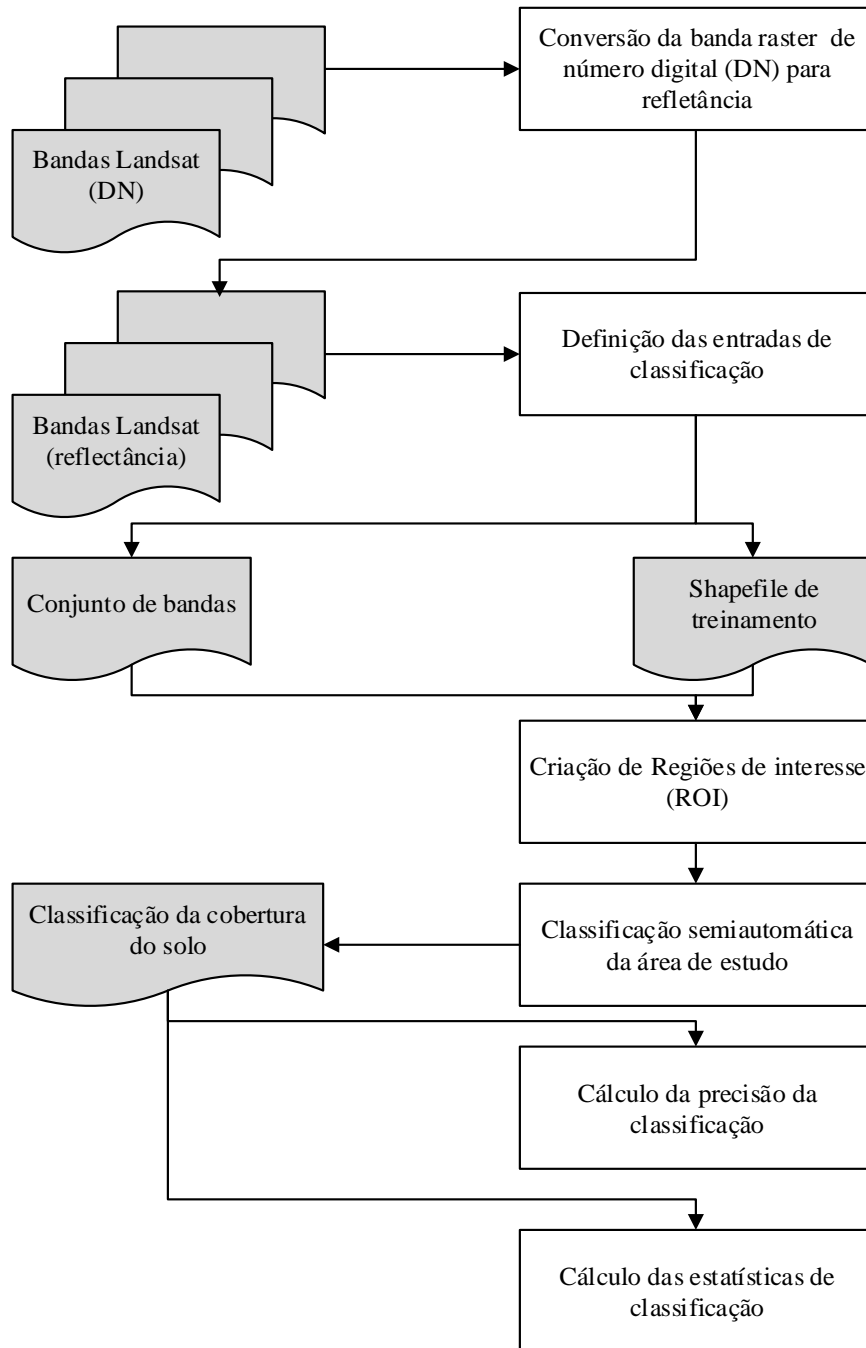 Conversão da banda raster de
número digital (DN) para
refletância
Bandas Landsat
(DN)
Definição das entradas de
classificação
Bandas Landsat
(reflectância)
Conjunto de bandas
Shapefile de
treinamento
Criação de Regiões de interesse
(ROI)
Classificação da cobertura
do solo
Classificação semiautomática
da área de estudo
Cálculo da precisão da
classificação
Cálculo das estatísticas de
classificação